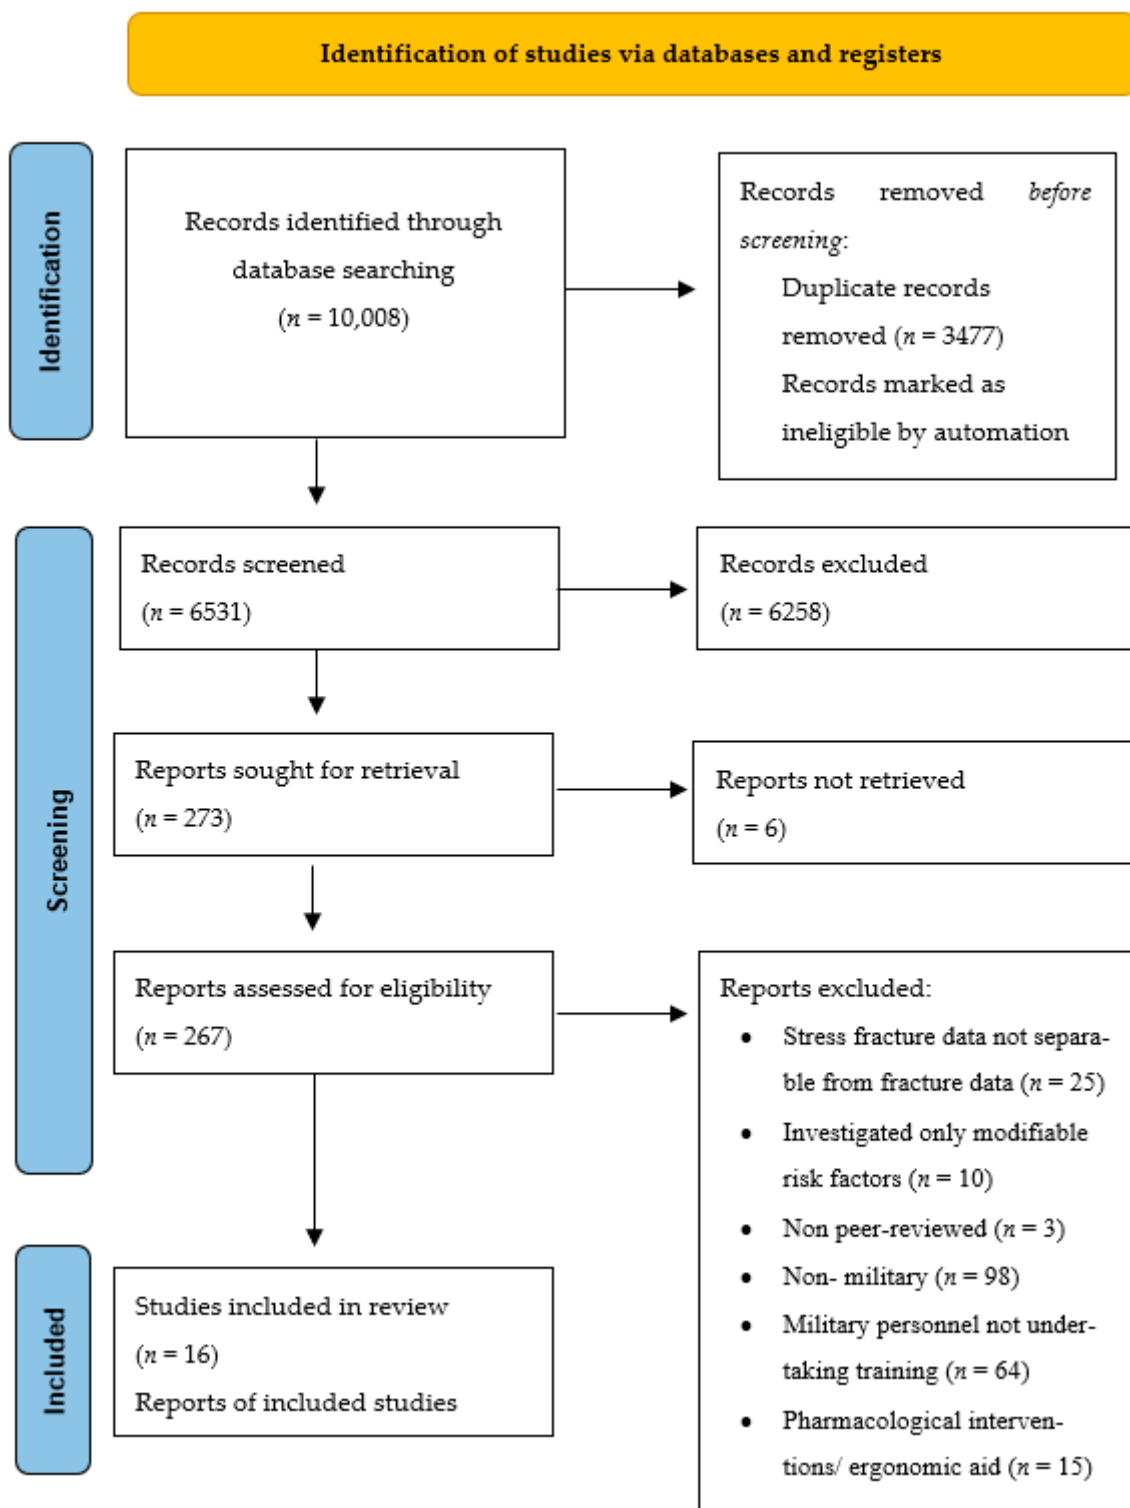 Identification of studies via databases and registers
Identification
Records identified through
database searching
(n = 10,008)
Records removed before
screening:
Duplicate records
removed (n = 3477)
Records marked as
ineligible by automation
Screening
Records screened
(n = 6531)
Records excluded
(n = 6258)
Reports sought for retrieval
(n = 273)
Reports not retrieved
(n = 6)
Reports assessed for eligibility
(n = 267)
Reports excluded:
• Stress fracture data not separa-
ble from fracture data (n = 25)
• Investigated only modifiable
risk factors (n = 10)
• Non peer-reviewed (n = 3)
• Non- military (n = 98)
• Military personnel not under-
taking training (n = 64)
• Pharmacological interven-
tions/ ergonomic aid (n = 15)
Included
Studies included in review
(n = 16)
Reports of included studies